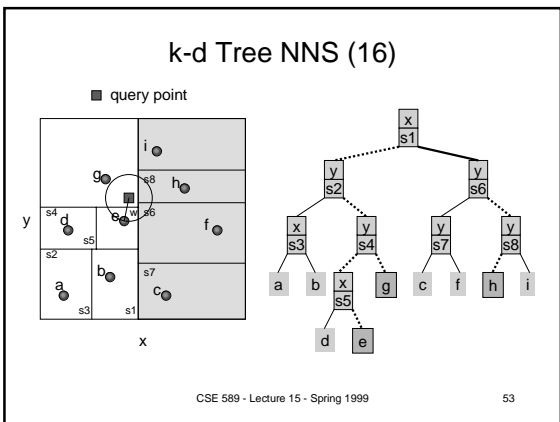 k-d Tree NNS (16)
query point
x
s1
i
g
s8
h
y
s2
y
s6
e
w
s6
s4
d
f
y
s5
x
s3
y
s4
y
s7
y
s8
s2
b
s7
a
c
s3
s1
a
b
x
s5
g
c
f
h
i
x
d
e
CSE 589 - Lecture 15 - Spring 1999
53